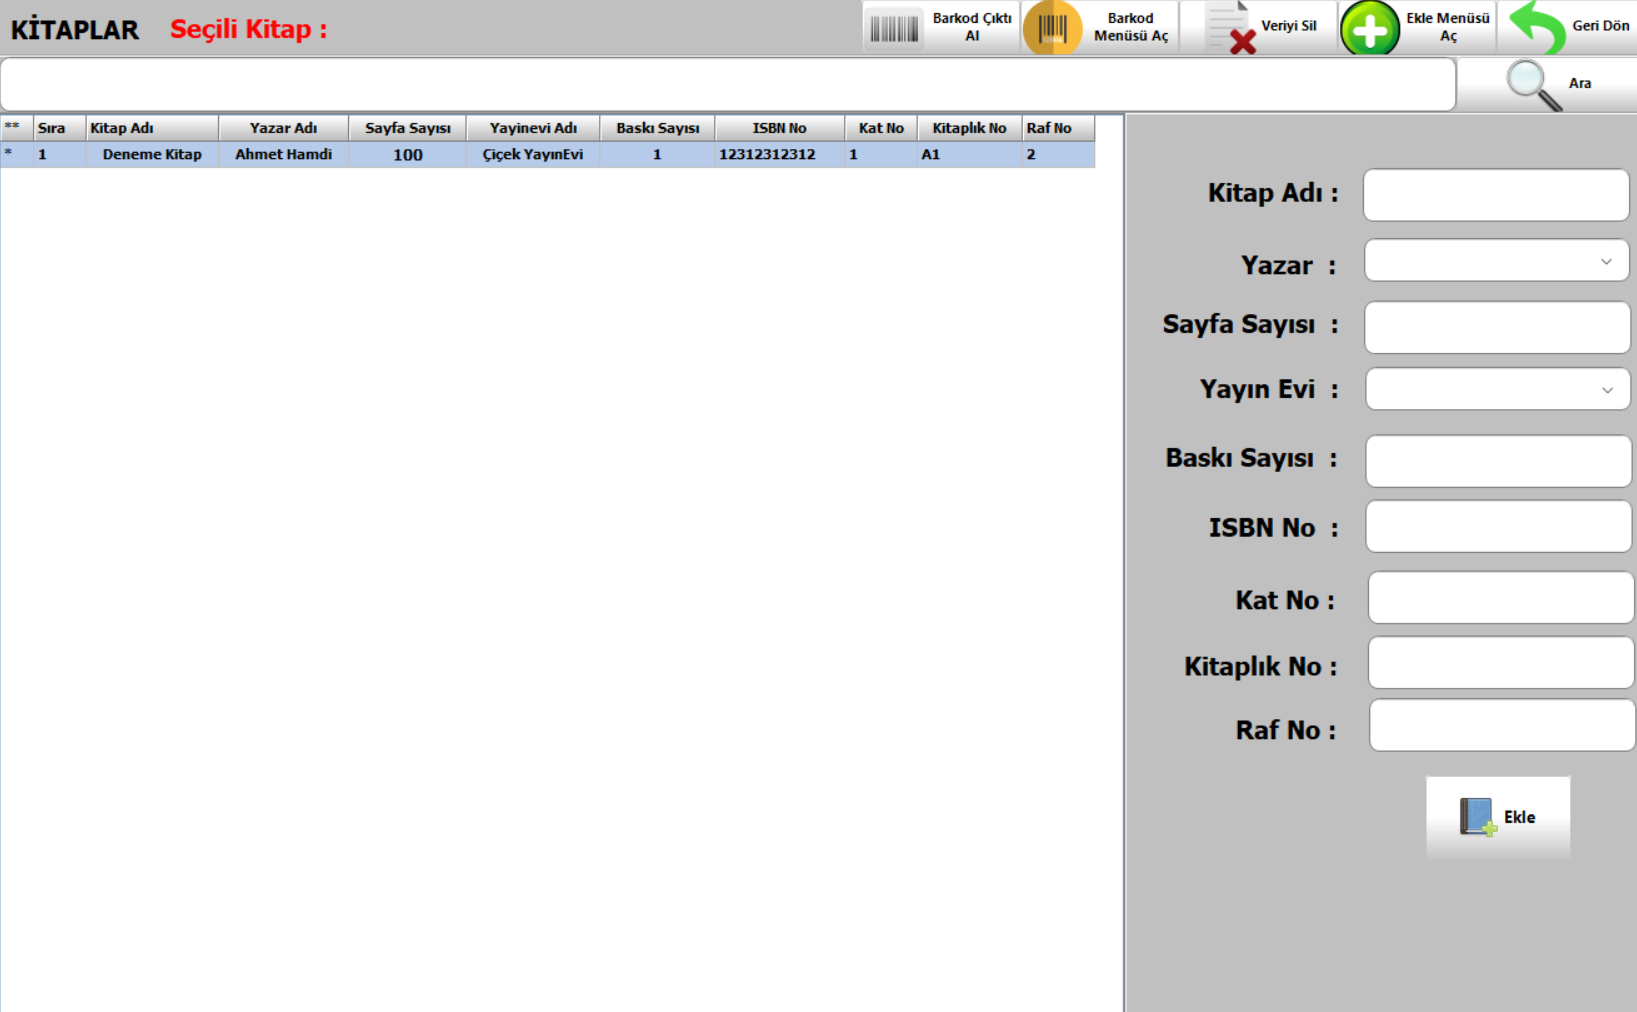 KİTAPLAR Seçili Kitap :
Barkod Çıktı
Al
Barkod
Menüsü Aç
Veriyi Sil
Ekle Menüsü
Aç
Geri Dön
Ara
** Sıra Kitap Adı Yazar Adı Sayfa Sayısı Yayinevi Adı Baskı Sayısı ISBN No Kat No Kitaplık No Raf No
* 1 Deneme Kitap Ahmet Hamdi 100 Çiçek YayınEvi 1 12312312312 1 A1 2
Kitap Adı :
Yazar :
Sayfa Sayısı :
Yayın Evi :
Baskı Sayısı :
ISBN No :
Kat No :
Kitaplık No :
Raf No :
Ekle